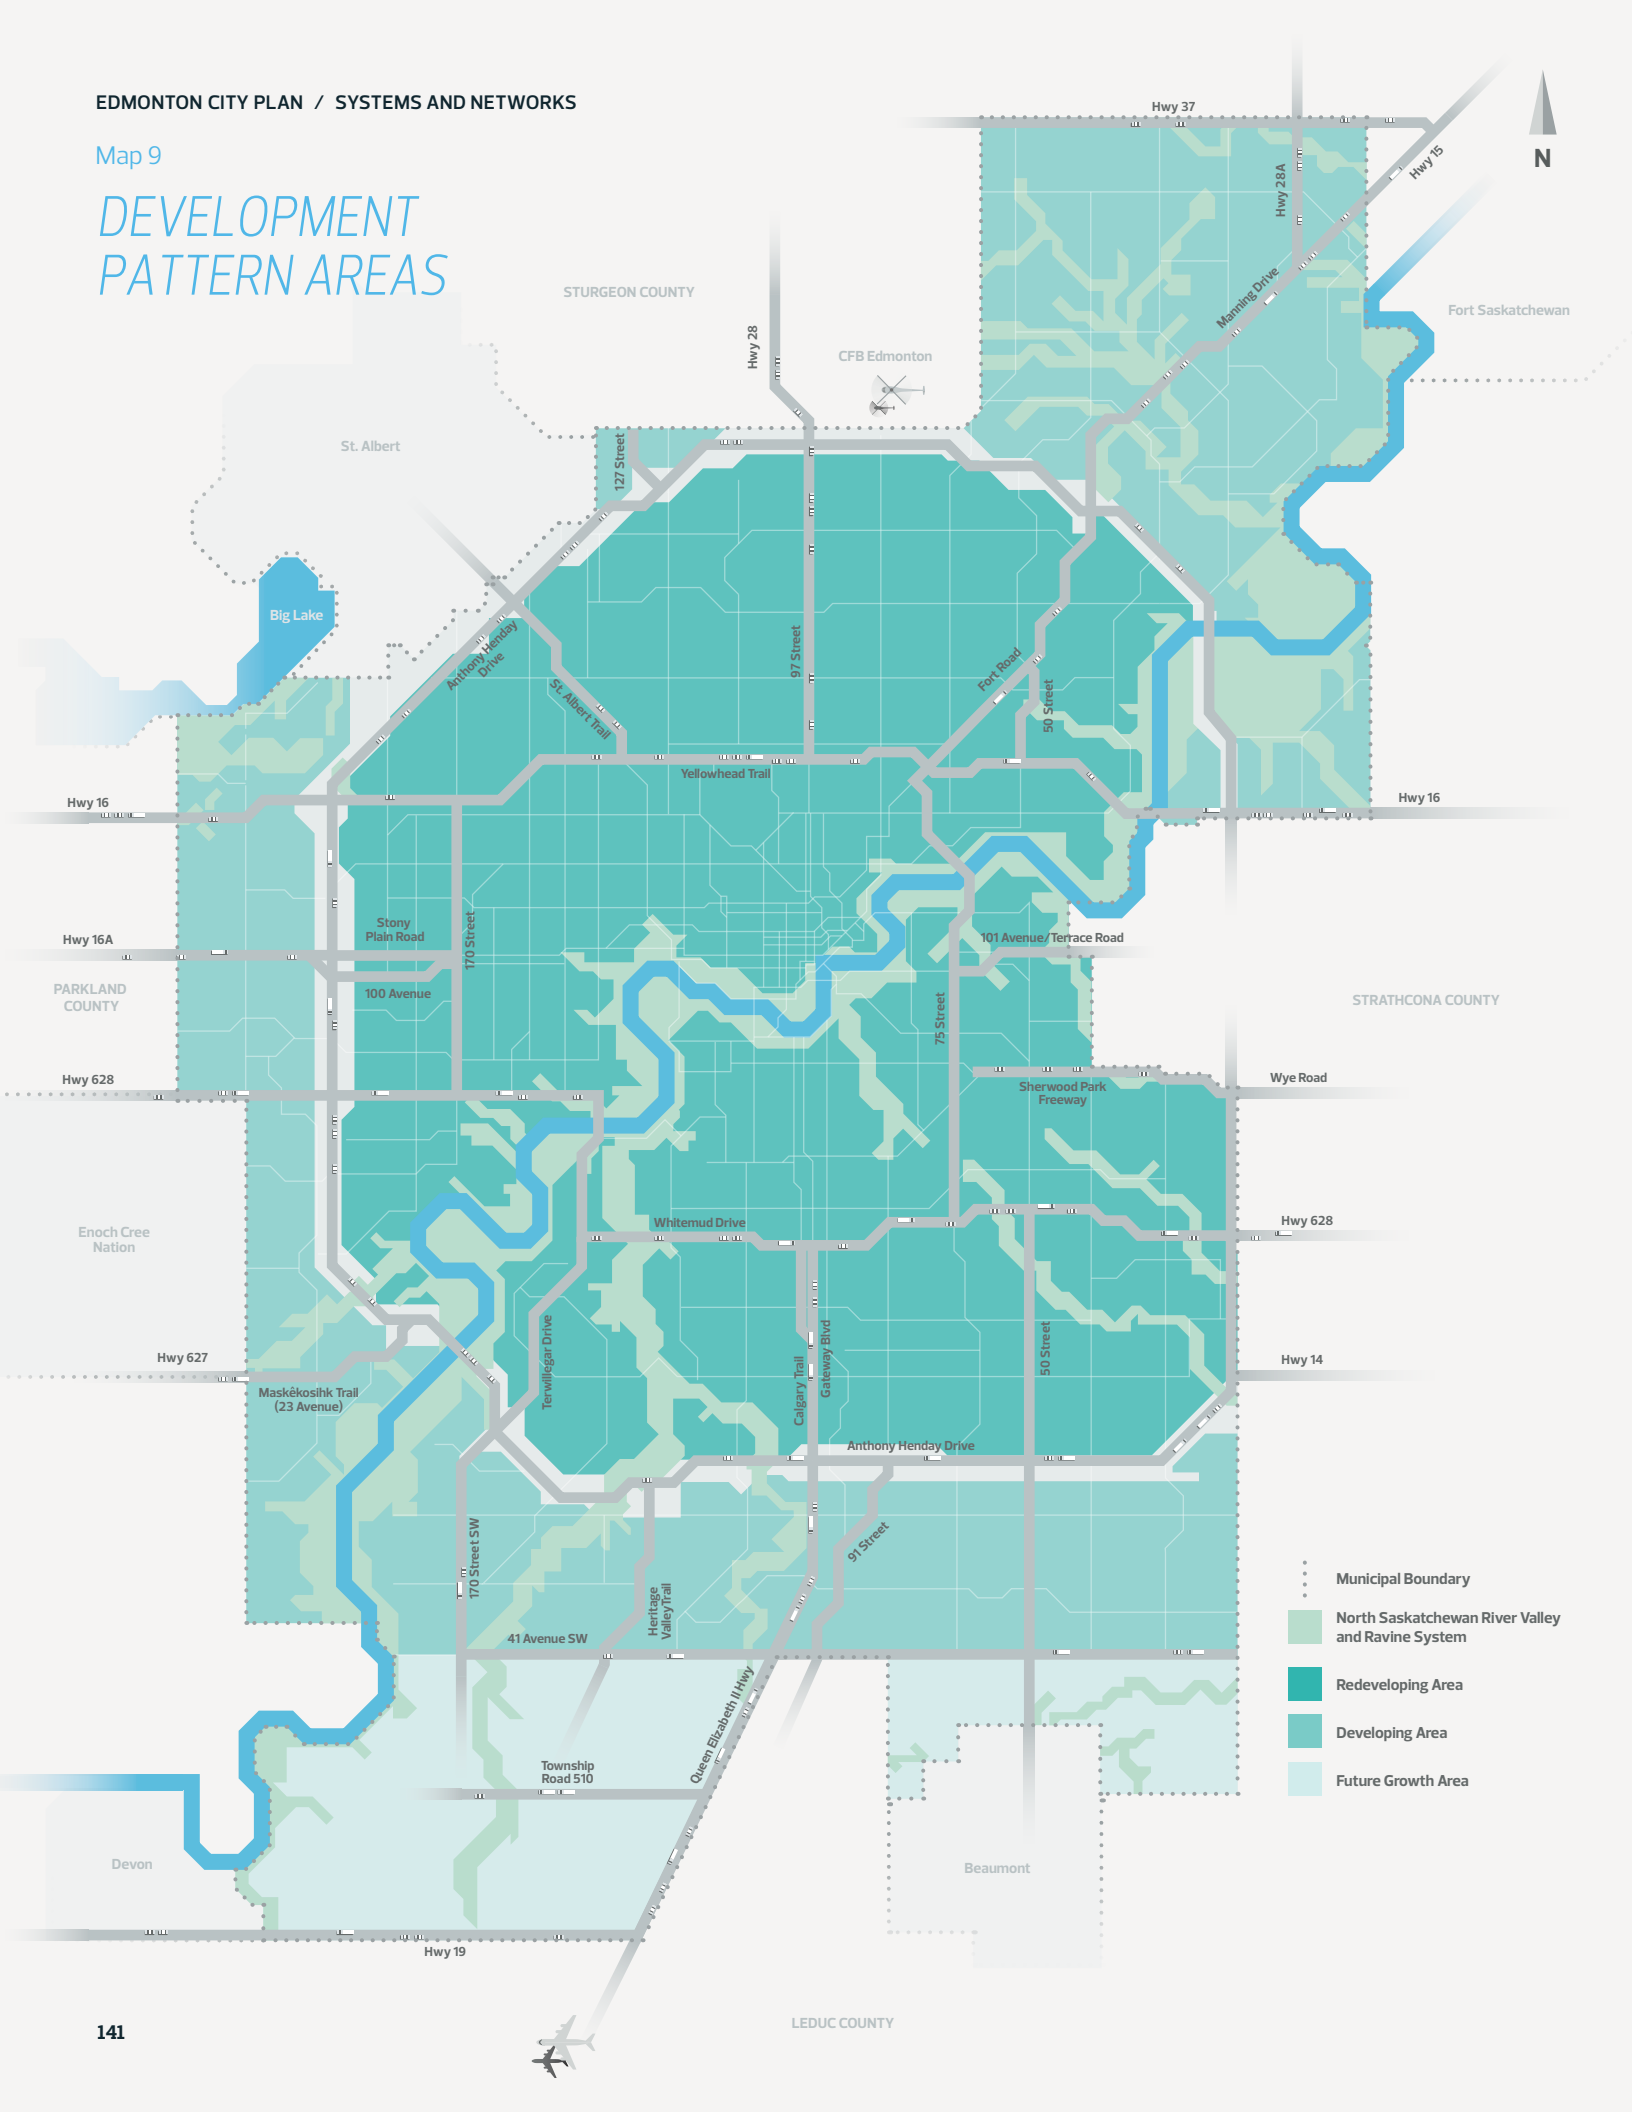 EDMONTON CITY PLAN / SYSTEMS AND NETWORKS
Map 9
DEVELOPMENT
PATTERN AREAS
Hwy 37
N
Hwy 15
Hwy 28A
Manning Drive
STURGEON COUNTY
Fort Saskatchewan
Hwy 28
CFB Edmonton
St. Albert
127 Street
Big Lake
Anthony Henday
Drive
97 Street
Fort Road
St. Albert Trail
50 Street
Yellowhead Trail
Hwy 16
Hwy 16
Stony
Plain Road
170 Street
Hwy 16A
101 Avenue/Terrace Road
100 Avenue
PARKLAND
COUNTY
STRATHCONA COUNTY
75 Street
Hwy 628
Wye Road
Sherwood Park
Freeway
Enoch Cree
Nation
Whitemud Drive
Hwy 628
Terwillegar Drive
Calgary Trail
Gateway Blvd
50 Street
Hwy 627
Hwy 14
Maskêkosihk Trail
(23 Avenue)
Anthony Henday Drive
170 Street SW
91 Street
Heritage
Valley Trail
41 Avenue SW
Municipal Boundary
North Saskatchewan River Valley
and Ravine System
Redeveloping Area
Developing Area
Future Growth Area
Queen Elizabeth II Hwy
Township
Road 510
Devon
Beaumont
Hwy 19
LEDUC COUNTY
141